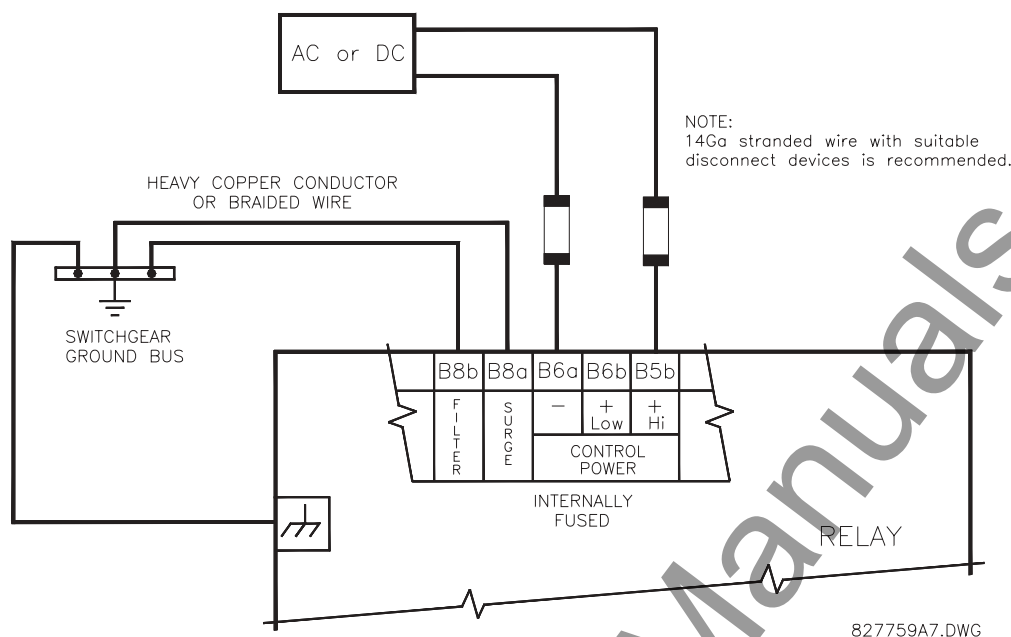 AC or DC
NOTE:
14Ga stranded wire with suitable
disconnect devices is recommended.
HEAVY COPPER CONDUCTOR
OR BRAIDED WIRE
SWITCHGEAR
GROUND BUS
B8b B8a B6a B6b B5b
FILTER
SURGE
− + Low + Hi
CONTROL
POWER
INTERNALLY
FUSED
RELAY
Manuals
827759A7.DWG